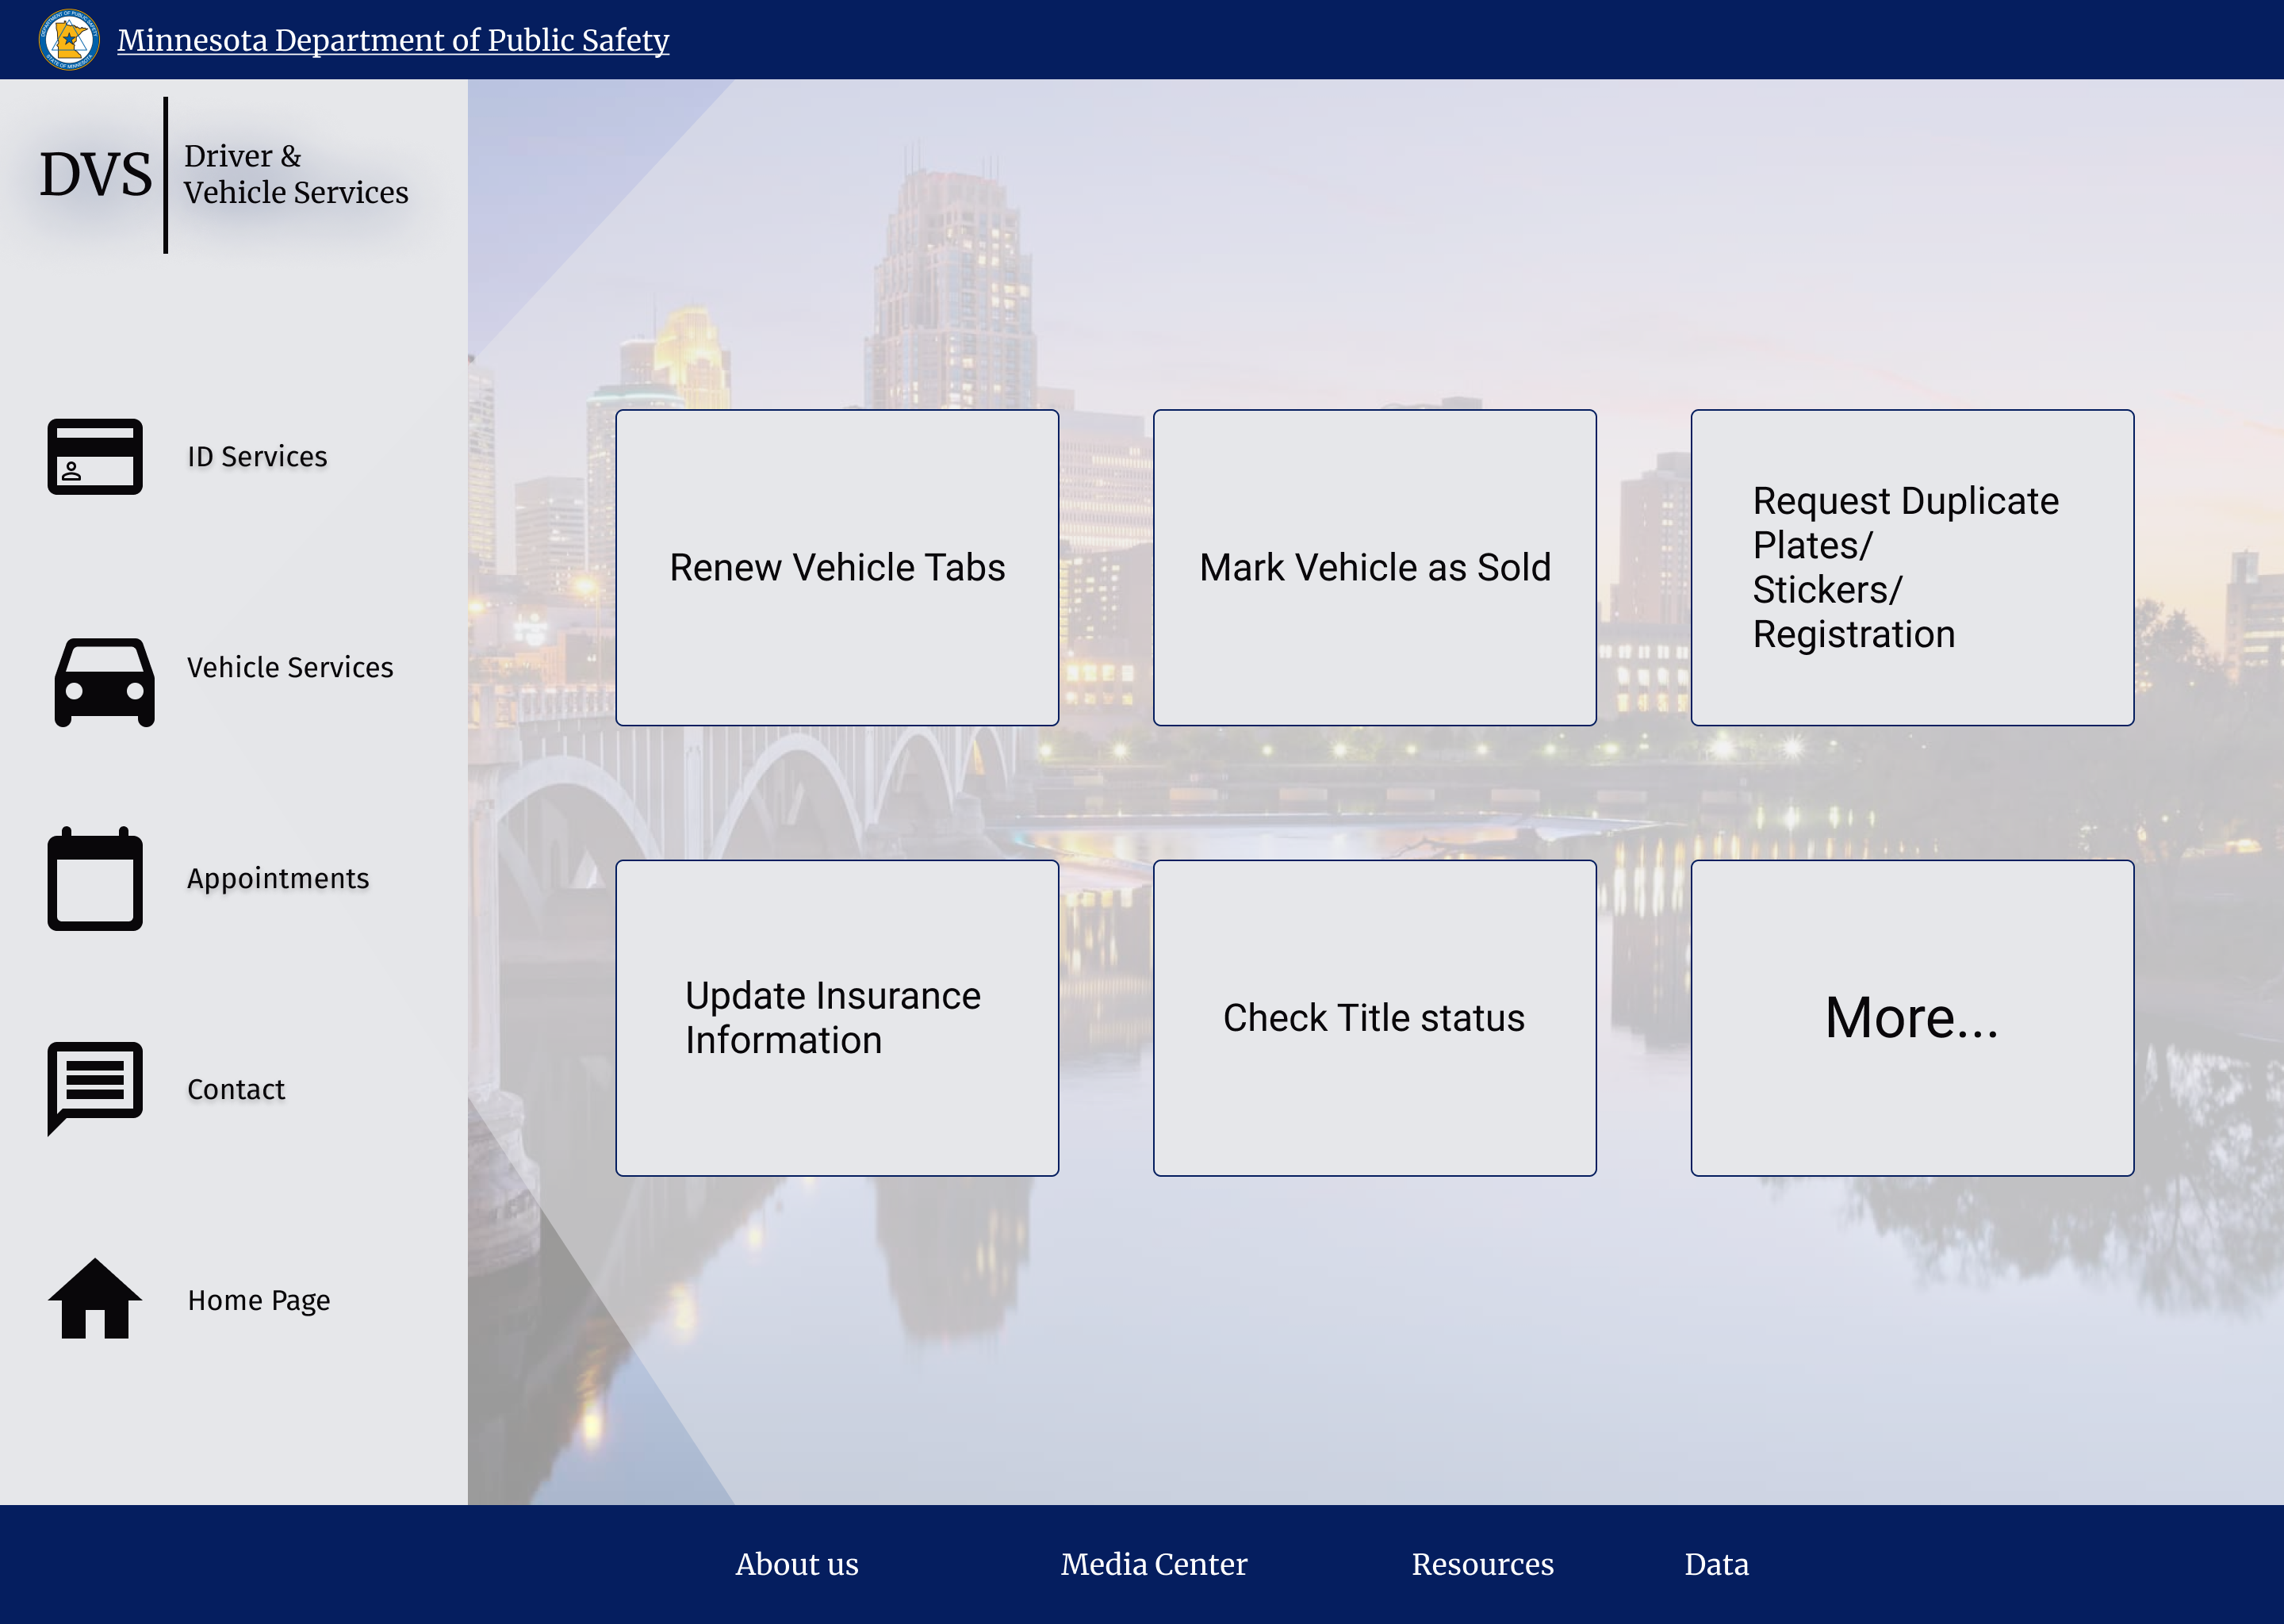 Minnesota Department of Public Safety
DVS
Driver &
Vehicle Services
ID Services
Vehicle Services
Appointments
Contact
Home Page
Renew Vehicle Tabs
Mark Vehicle as Sold
Request Duplicate
Plates/
Stickers/
Registration
Update Insurance
Information
Check Title status
More...
About us
Media Center
Resources
Data